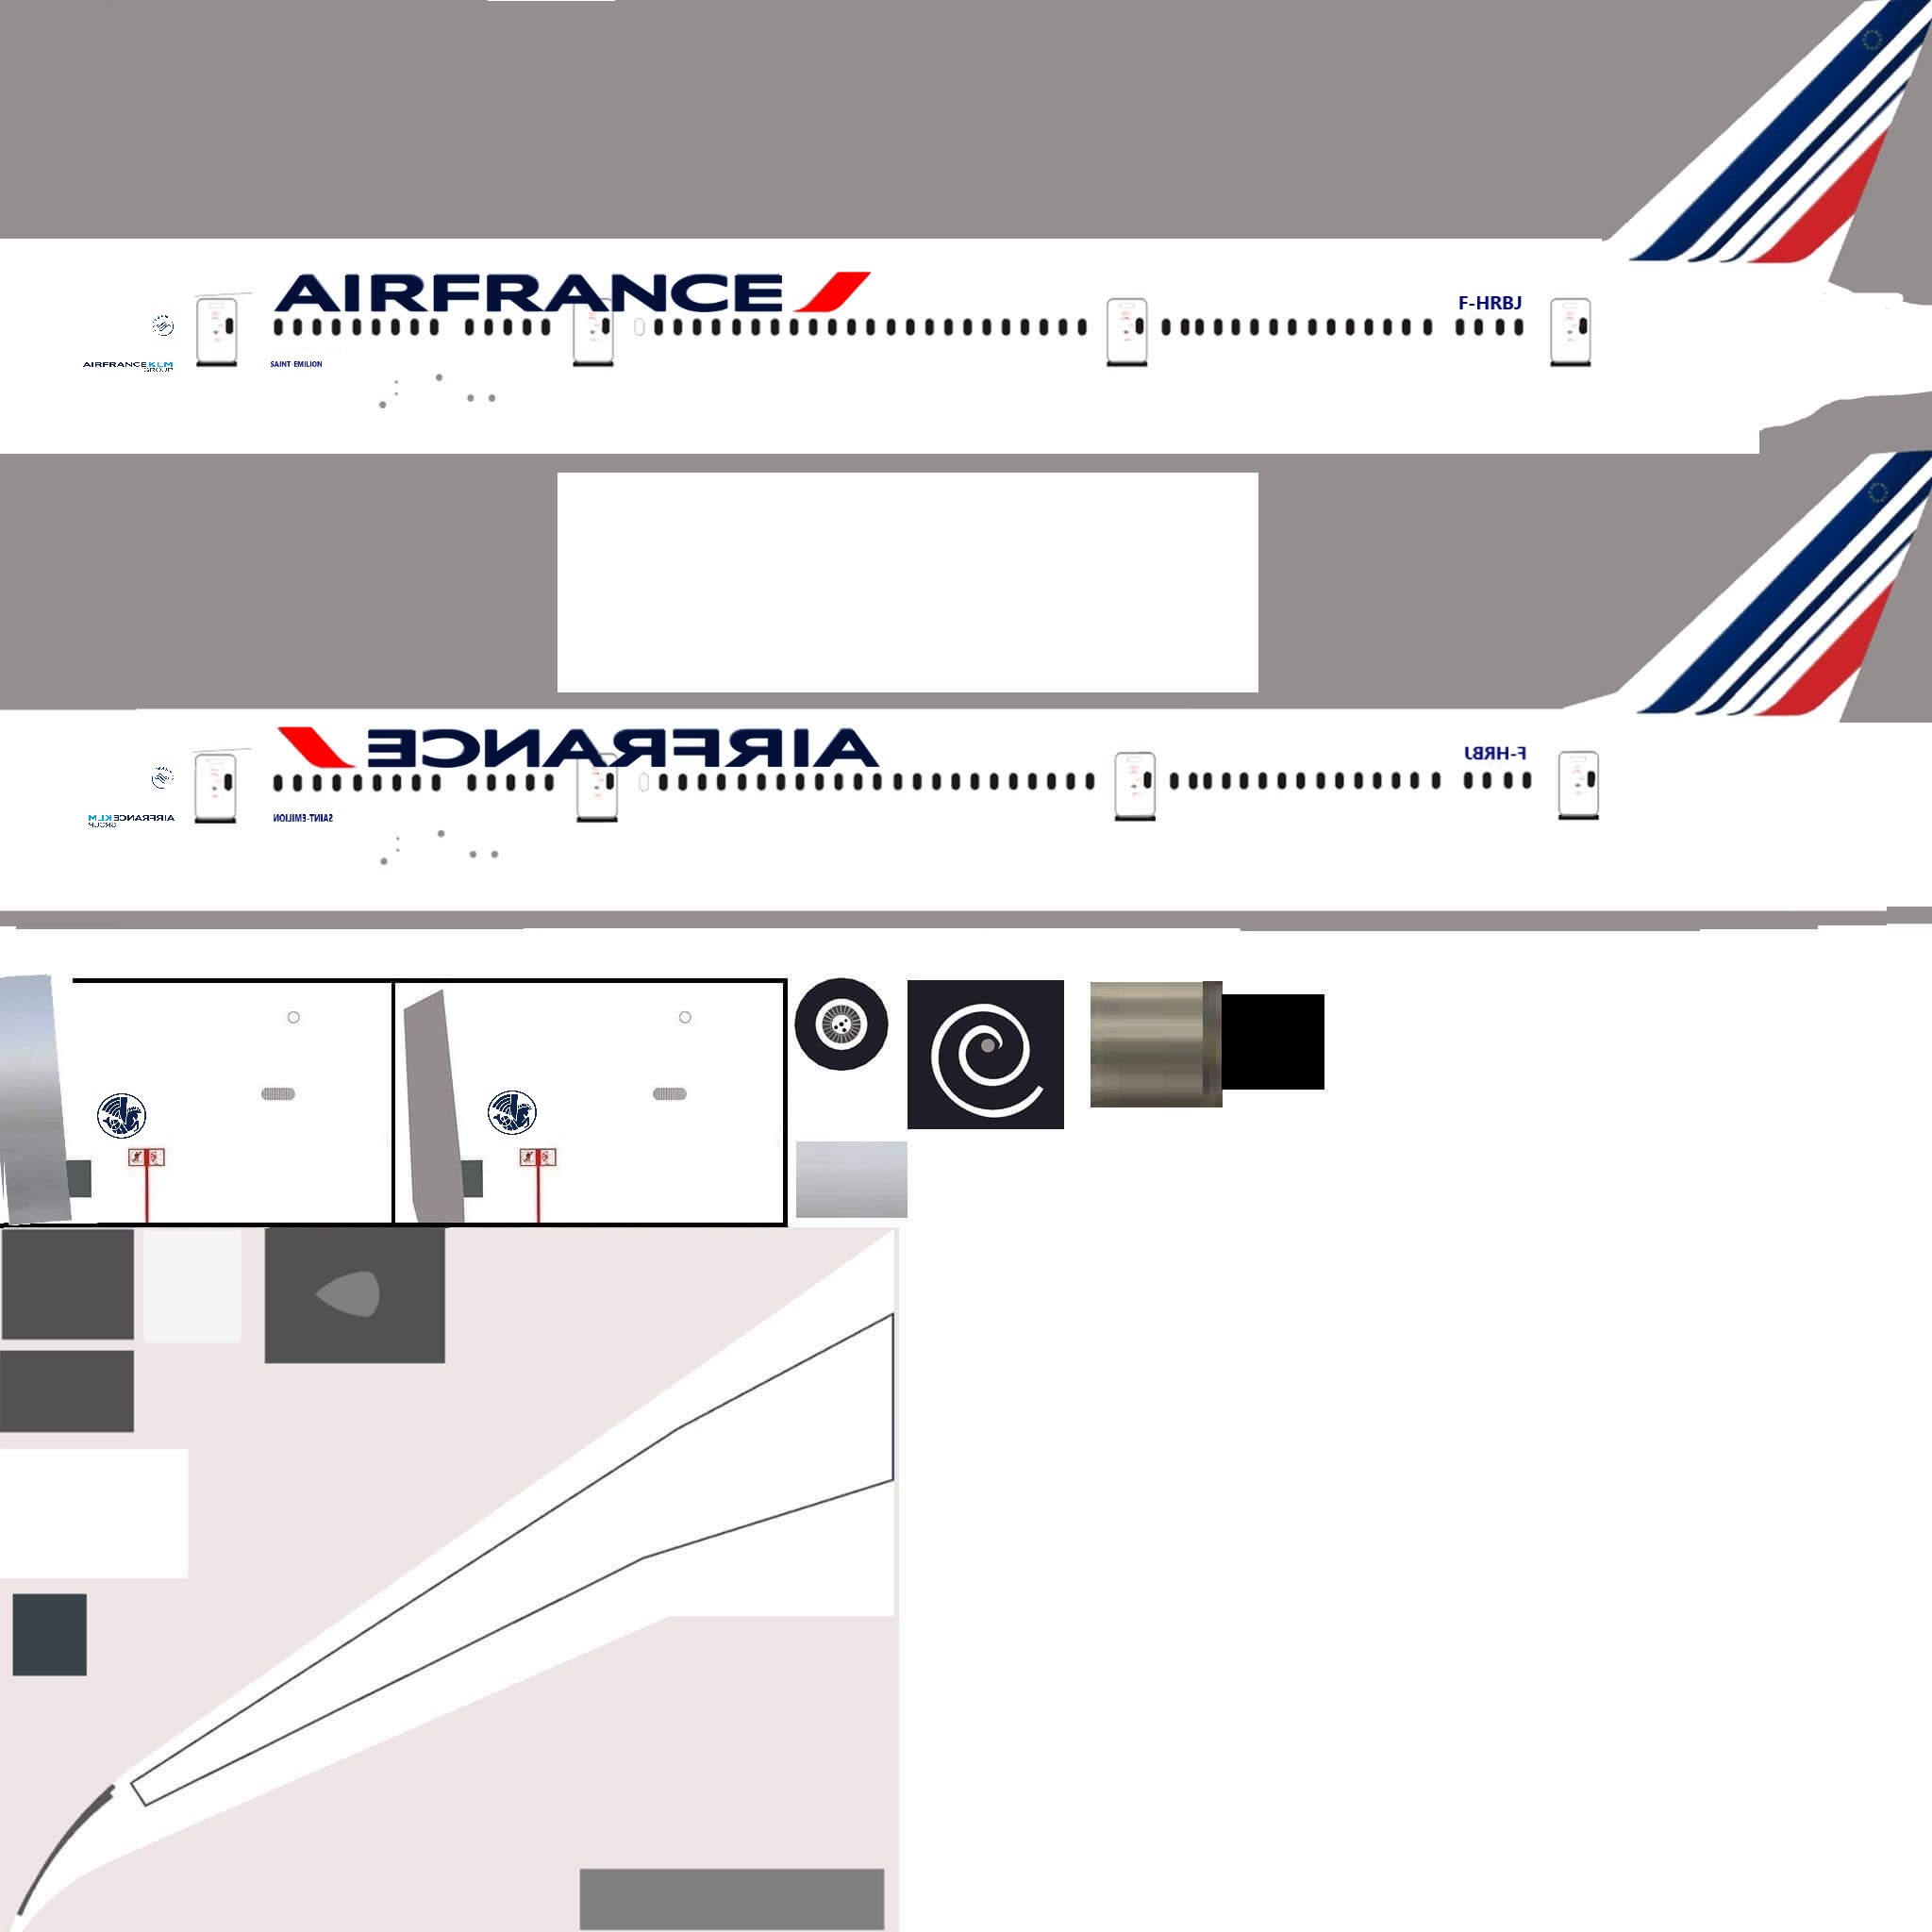 AIRFRANCE
F-HRBJ
AIRFRANCE KLM
GROUP
SAINT-EMILION
AIRFRANCE
F-HRBJ
AIRFRANCE KLM
GROUP
SAINT-EMILION